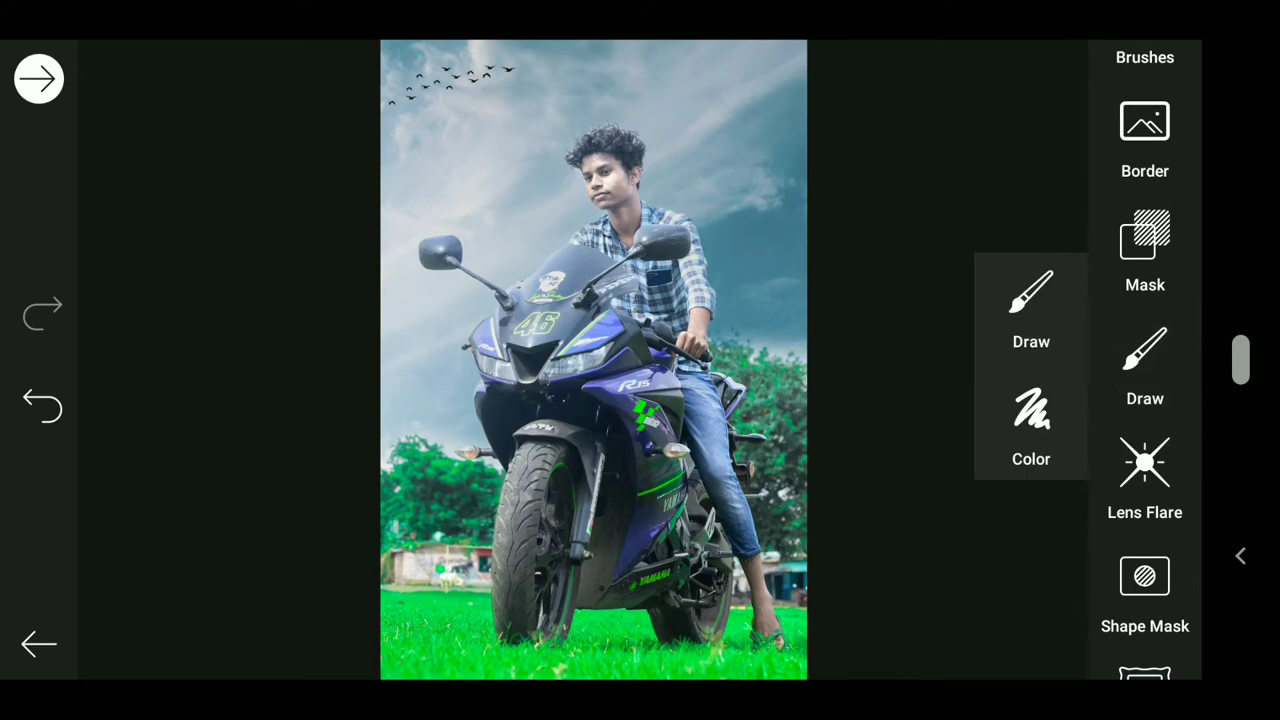 Brushes
Border
Mask
Draw
Draw
Color
Lens Flare
Shape Mask
46
R15
YAMAHA